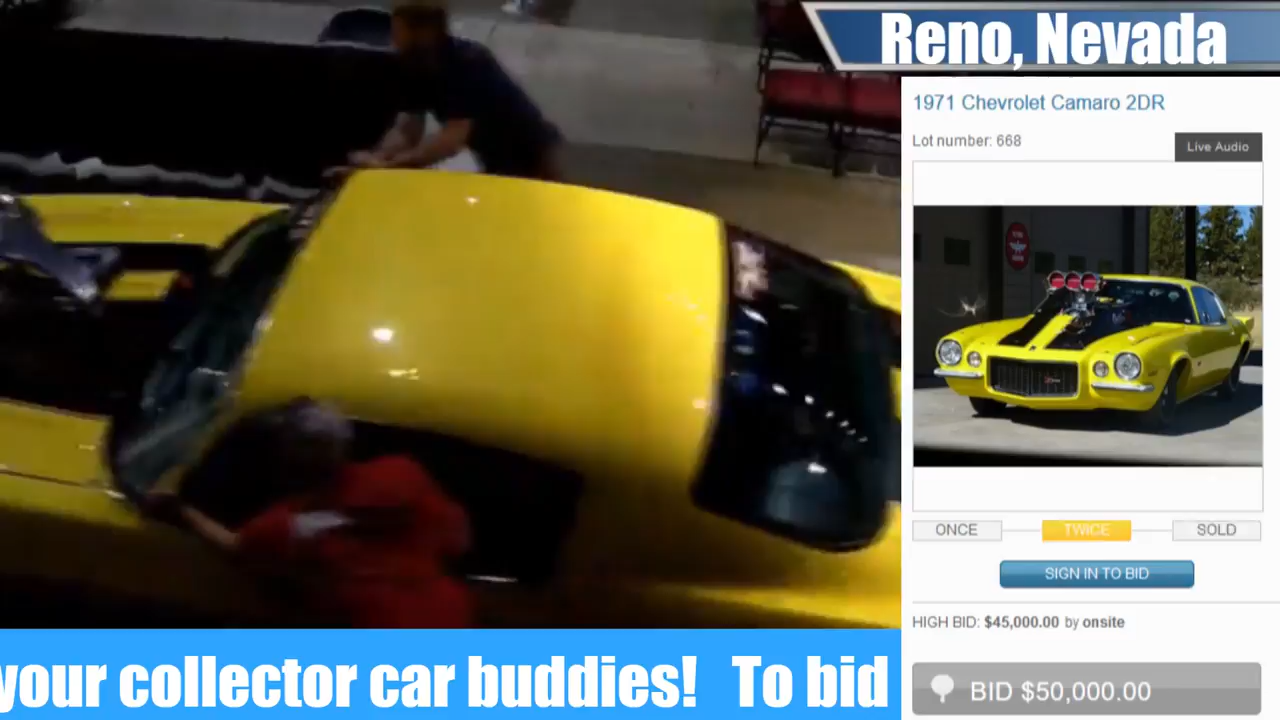 Reno, Nevada
1971 Chevrolet Camaro 2DR
Lot number: 668
Live Audio
ONCE
TWICE
SOLD
SIGN IN TO BID
HIGH BID: $45,000.00 by onsite
BID $50,000.00
your collector car buddies! To bid